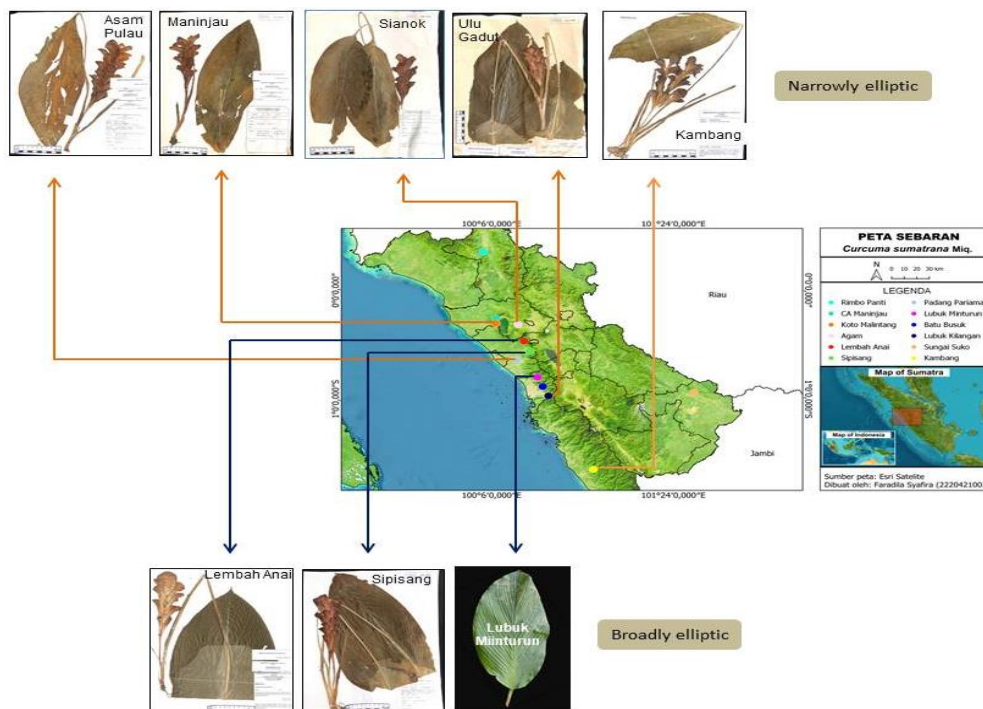 Asam
Pulau
Maninjau
Sianok
Ulu
Gadut
Kambang
Narrowly elliptic
100°6'0,000"E
101°24'0,000"E
0°0'0,000"
0°0'0,000"
1°0'0,000"S
1°0'0,000"S
Riau
Jambi
100°6'0,000"E
101°24'0,000"E
PETA SEBARAN
Curcuma sumatrana Miq.
N
0 10 20 30 km
LEGENDA
Rimbo Panti
Padang Pariama
CA Maninjau
Lubuk Minturun
Koto Malintang
Batu Busuk
Agam
Lubuk Kilangan
Lembah Anai
Sungai Suko
Sipisang
Kambang
Map of Sumatra
Map of Indonesia
Sumber peta: Esri Satelite
Dibuat oleh: Faradila Syafira (222042100
Lembah Anai
Sipisang
Lubuk
Miinturun
Broadly elliptic